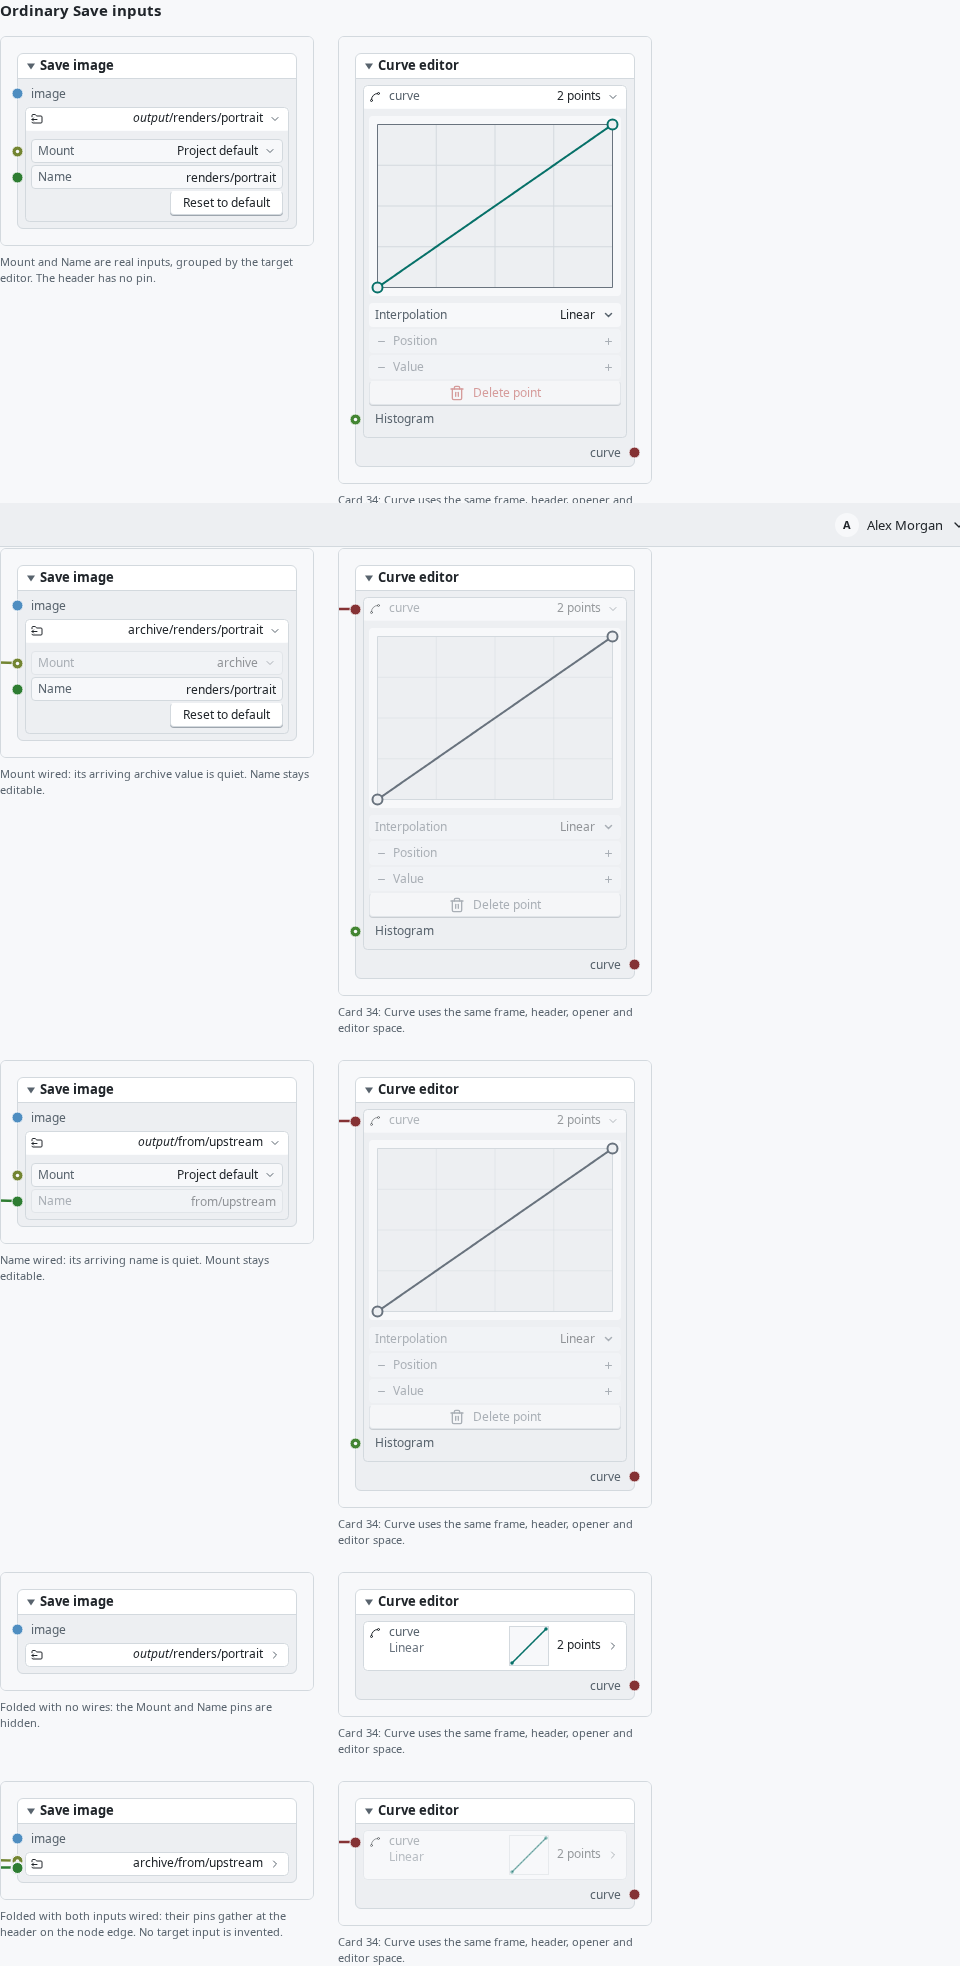 Ordinary Save inputs
Save image
image
output/renders/portrait
Mount Project default
Name renders/portrait
Reset to default
Mount and Name are real inputs, grouped by the target
editor. The header has no pin.
Curve editor
curve 2 points
Interpolation Linear
− Position +
− Value +
Delete point
Histogram
curve
Card 34: Curve uses the same frame, header, opener and
A Alex Morgan
Save image
image
archive/renders/portrait
Mount archive
Name renders/portrait
Reset to default
Mount wired: its arriving archive value is quiet. Name stays
editable.
Curve editor
curve 2 points
Interpolation Linear
− Position +
− Value +
Delete point
Histogram
curve
Card 34: Curve uses the same frame, header, opener and
editor space.
Save image
image
output/from/upstream
Mount Project default
Name from/upstream
Name wired: its arriving name is quiet. Mount stays
editable.
Curve editor
curve 2 points
Interpolation Linear
− Position +
− Value +
Delete point
Histogram
curve
Card 34: Curve uses the same frame, header, opener and
editor space.
Save image
image
output/renders/portrait
Folded with no wires: the Mount and Name pins are
hidden.
Curve editor
curve
Linear
2 points
curve
Card 34: Curve uses the same frame, header, opener and
editor space.
Save image
image
archive/from/upstream
Folded with both inputs wired: their pins gather at the
header on the node edge. No target input is invented.
Curve editor
curve
Linear
2 points
curve
Card 34: Curve uses the same frame, header, opener and
editor space.